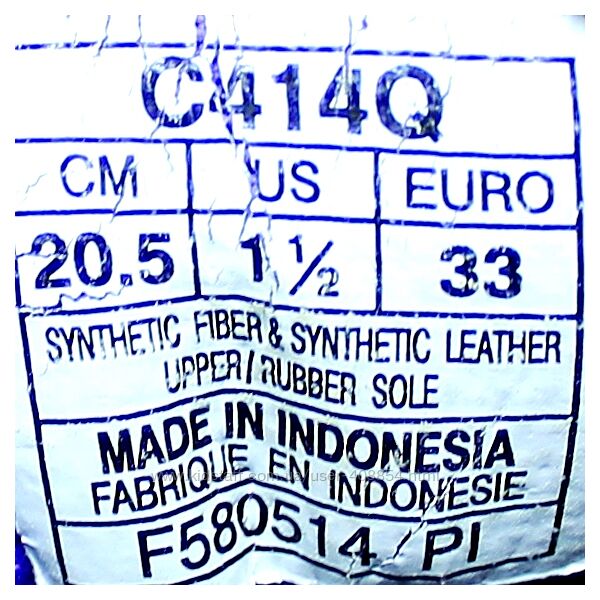 C414Q
CM US EURO
20.5 1 ½ 33
SYNTHETIC FIBER & SYNTHETIC LEATHER
UPPER / RUBBER SOLE
MADE IN INDONESIA
FABRIQUE EN INDONESIE
F580514 PI